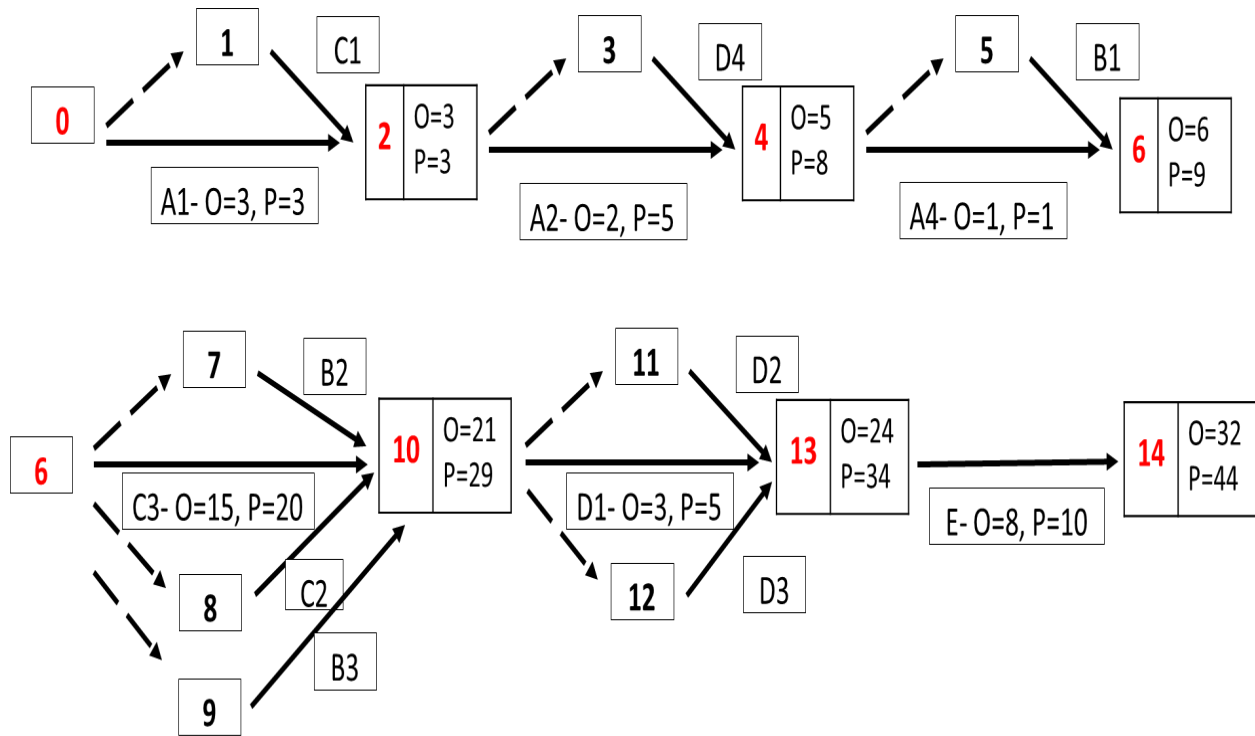 1
C1
3
D4
5
B1
0
2
O=3
P=3
4
O=5
P=8
6
O=6
P=9
A1- O=3, P=3
A2- O=2, P=5
A4- O=1, P=1
7
B2
11
D2
6
10
O=21
P=29
13
O=24
P=34
14
O=32
P=44
C3- O=15, P=20
D1- O=3, P=5
E- O=8, P=10
8
C2
12
D3
9
B3